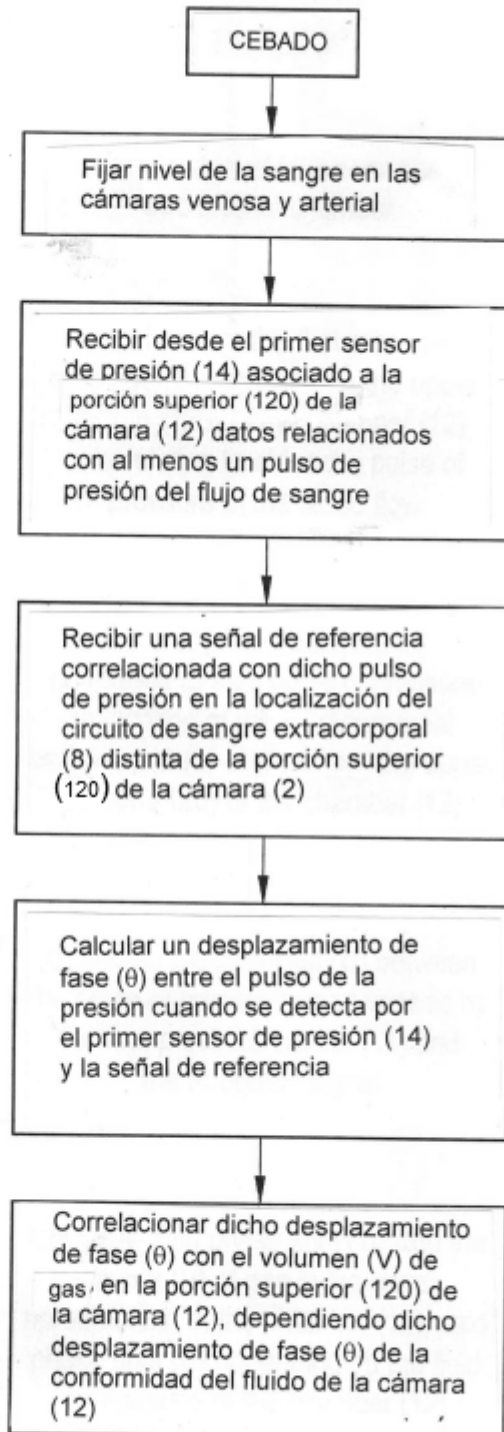 CEBADO
Fijar nivel de la sangre en las
cámaras venosa y arterial
Recibir desde el primer sensor
de presión (14) asociado a la
porción superior (120) de la
cámara (12) datos relacionados
con al menos un pulso de
presión del flujo de sangre
Recibir una señal de referencia
correlacionada con dicho pulso
de presión en la localización del
circuito de sangre extracorporal
(8) distinta de la porción superior
(120) de la cámara (2)
Calcular un desplazamiento de
fase (θ) entre el pulso de la
presión cuando se detecta por
el primer sensor de presión (14)
y la señal de referencia
Correlacionar dicho desplazamiento
de fase (θ) con el volumen (V) de
gas, en la porción superior (120) de
la cámara (12), dependiendo dicho
desplazamiento de fase (θ) de la
conformidad del fluido de la cámara
(12)